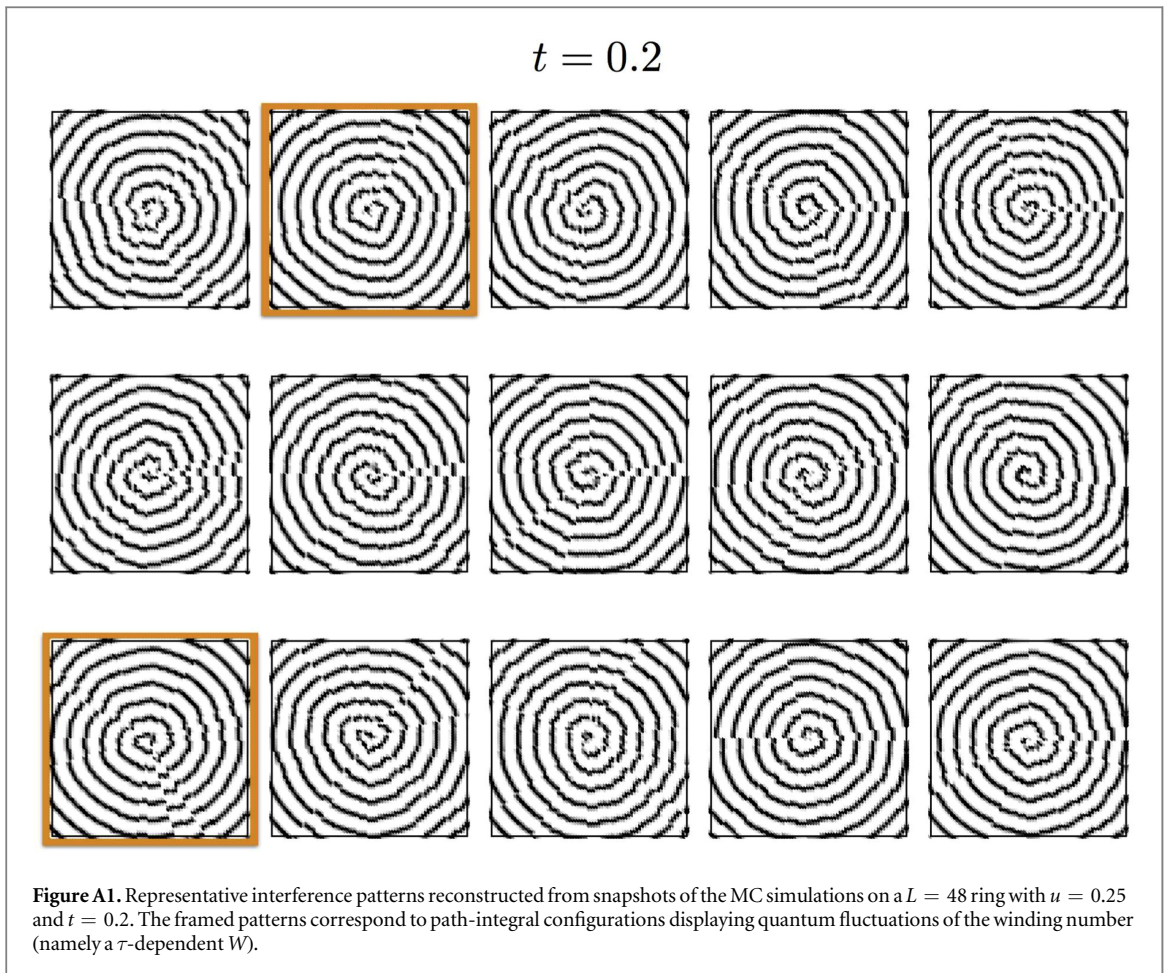 t = 0.2
Figure A1. Representative interference patterns reconstructed from snapshots of the MC simulations on a L = 48 ring with u = 0.25
and t = 0.2. The framed patterns correspond to path-integral configurations displaying quantum fluctuations of the winding number
(namely a τ-dependent W).